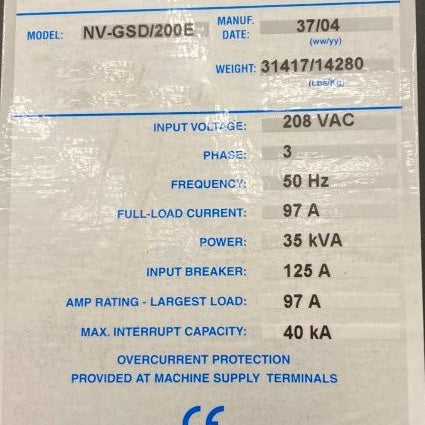 MODEL: NV-GSD/200E MANUF. DATE: 37/04
(ww/yy)
WEIGHT: 31417/14280
(Lbs/Kg)
INPUT VOLTAGE: 208 VAC
PHASE: 3
FREQUENCY: 50 Hz
FULL-LOAD CURRENT: 97 A
POWER: 35 kVA
INPUT BREAKER: 125 A
AMP RATING - LARGEST LOAD: 97 A
MAX. INTERRUPT CAPACITY: 40 kA
OVERCURRENT PROTECTION
PROVIDED AT MACHINE SUPPLY TERMINALS
CE